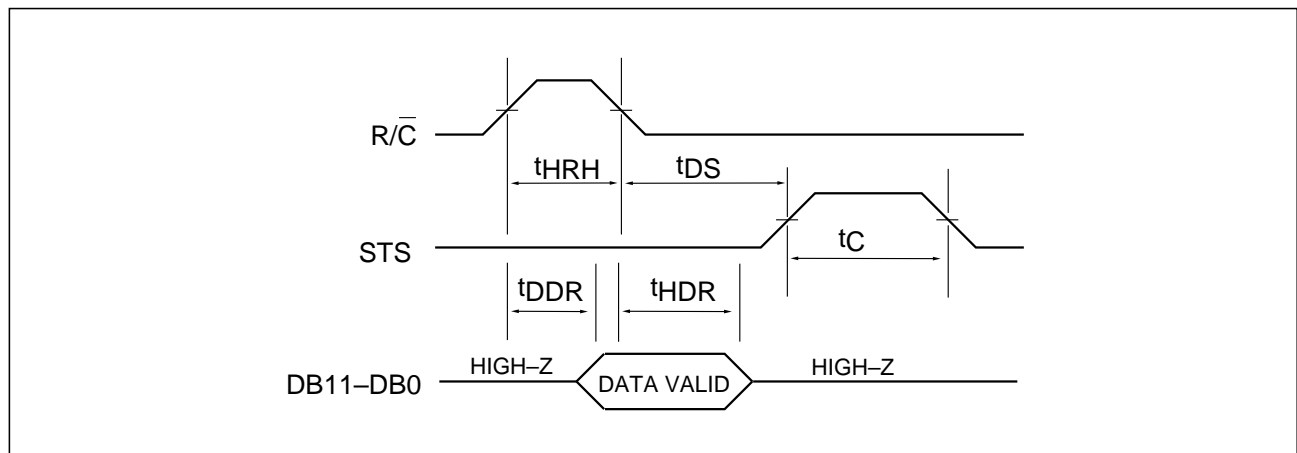 R/C̅
tHRH
tDS
STS
tC
tDDR
tHDR
DB11–DB0
HIGH–Z
DATA VALID
HIGH–Z